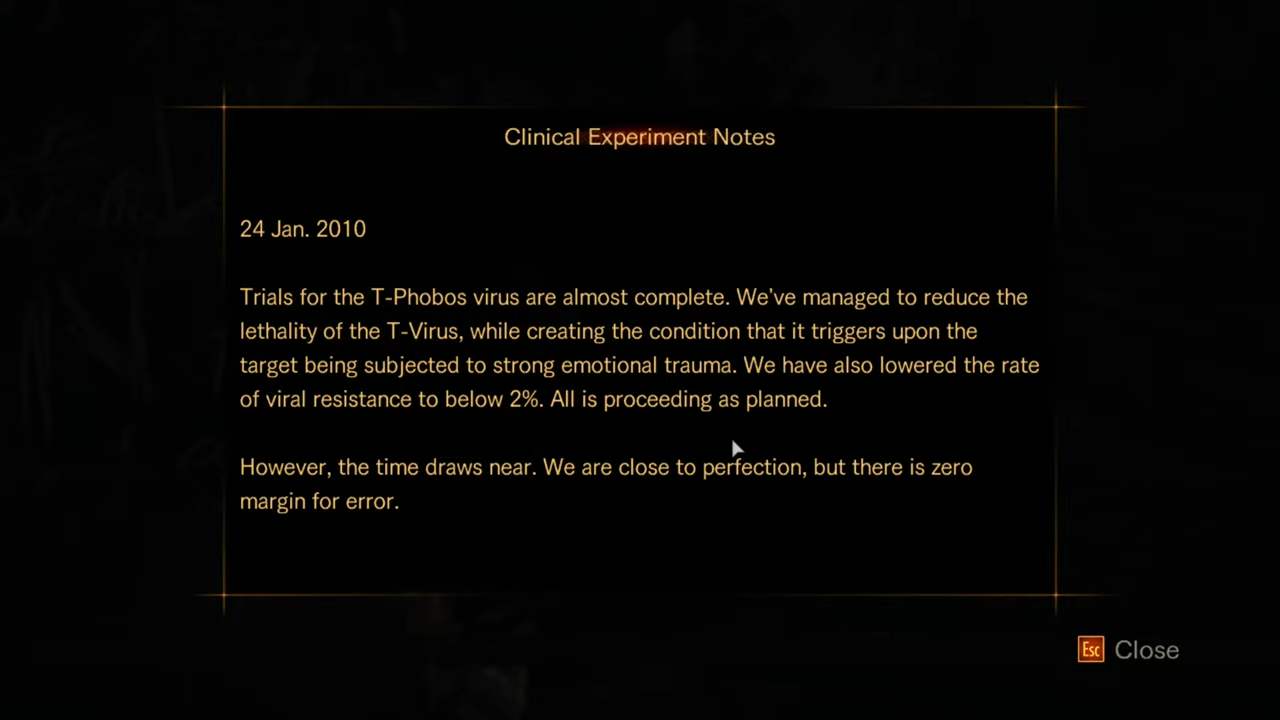 Clinical Experiment Notes
24 Jan. 2010
Trials for the T-Phobos virus are almost complete. We've managed to reduce the
lethality of the T-Virus, while creating the condition that it triggers upon the
target being subjected to strong emotional trauma. We have also lowered the rate
of viral resistance to below 2%. All is proceeding as planned.
However, the time draws near. We are close to perfection, but there is zero
margin for error.
Esc Close